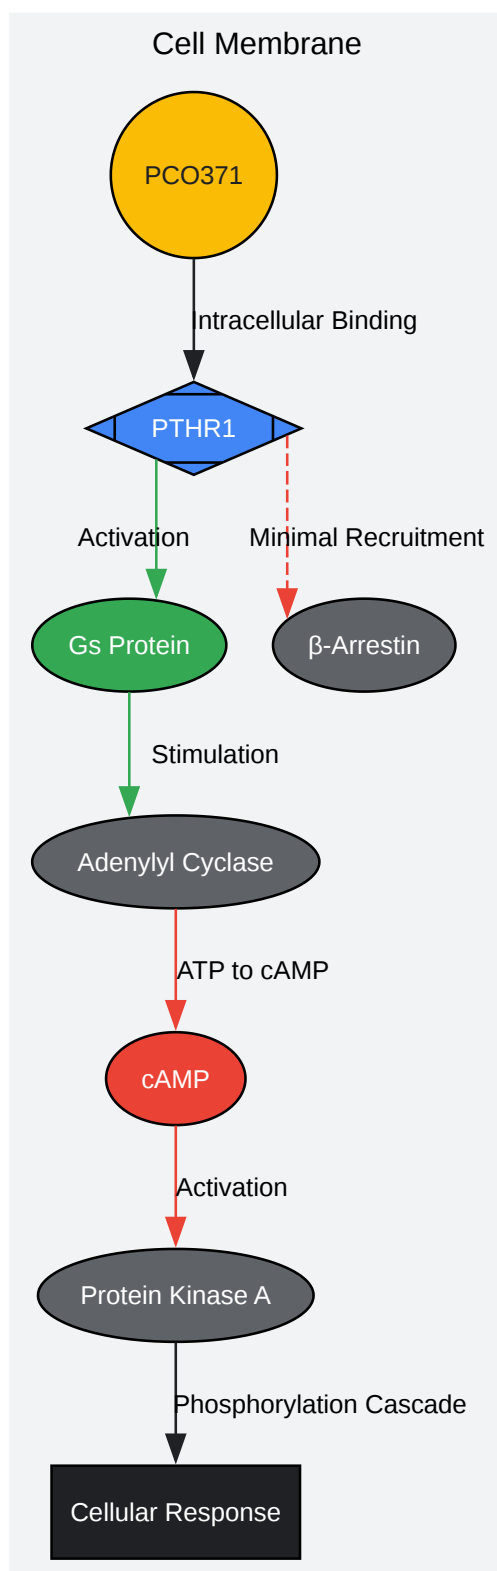 Cell Membrane
PCO371
Intracellular Binding
PTHR1
Activation
Minimal Recruitment
Gs Protein
β-Arrestin
Stimulation
Adenylyl Cyclase
ATP to cAMP
cAMP
Activation
Protein Kinase A
Phosphorylation Cascade
Cellular Response